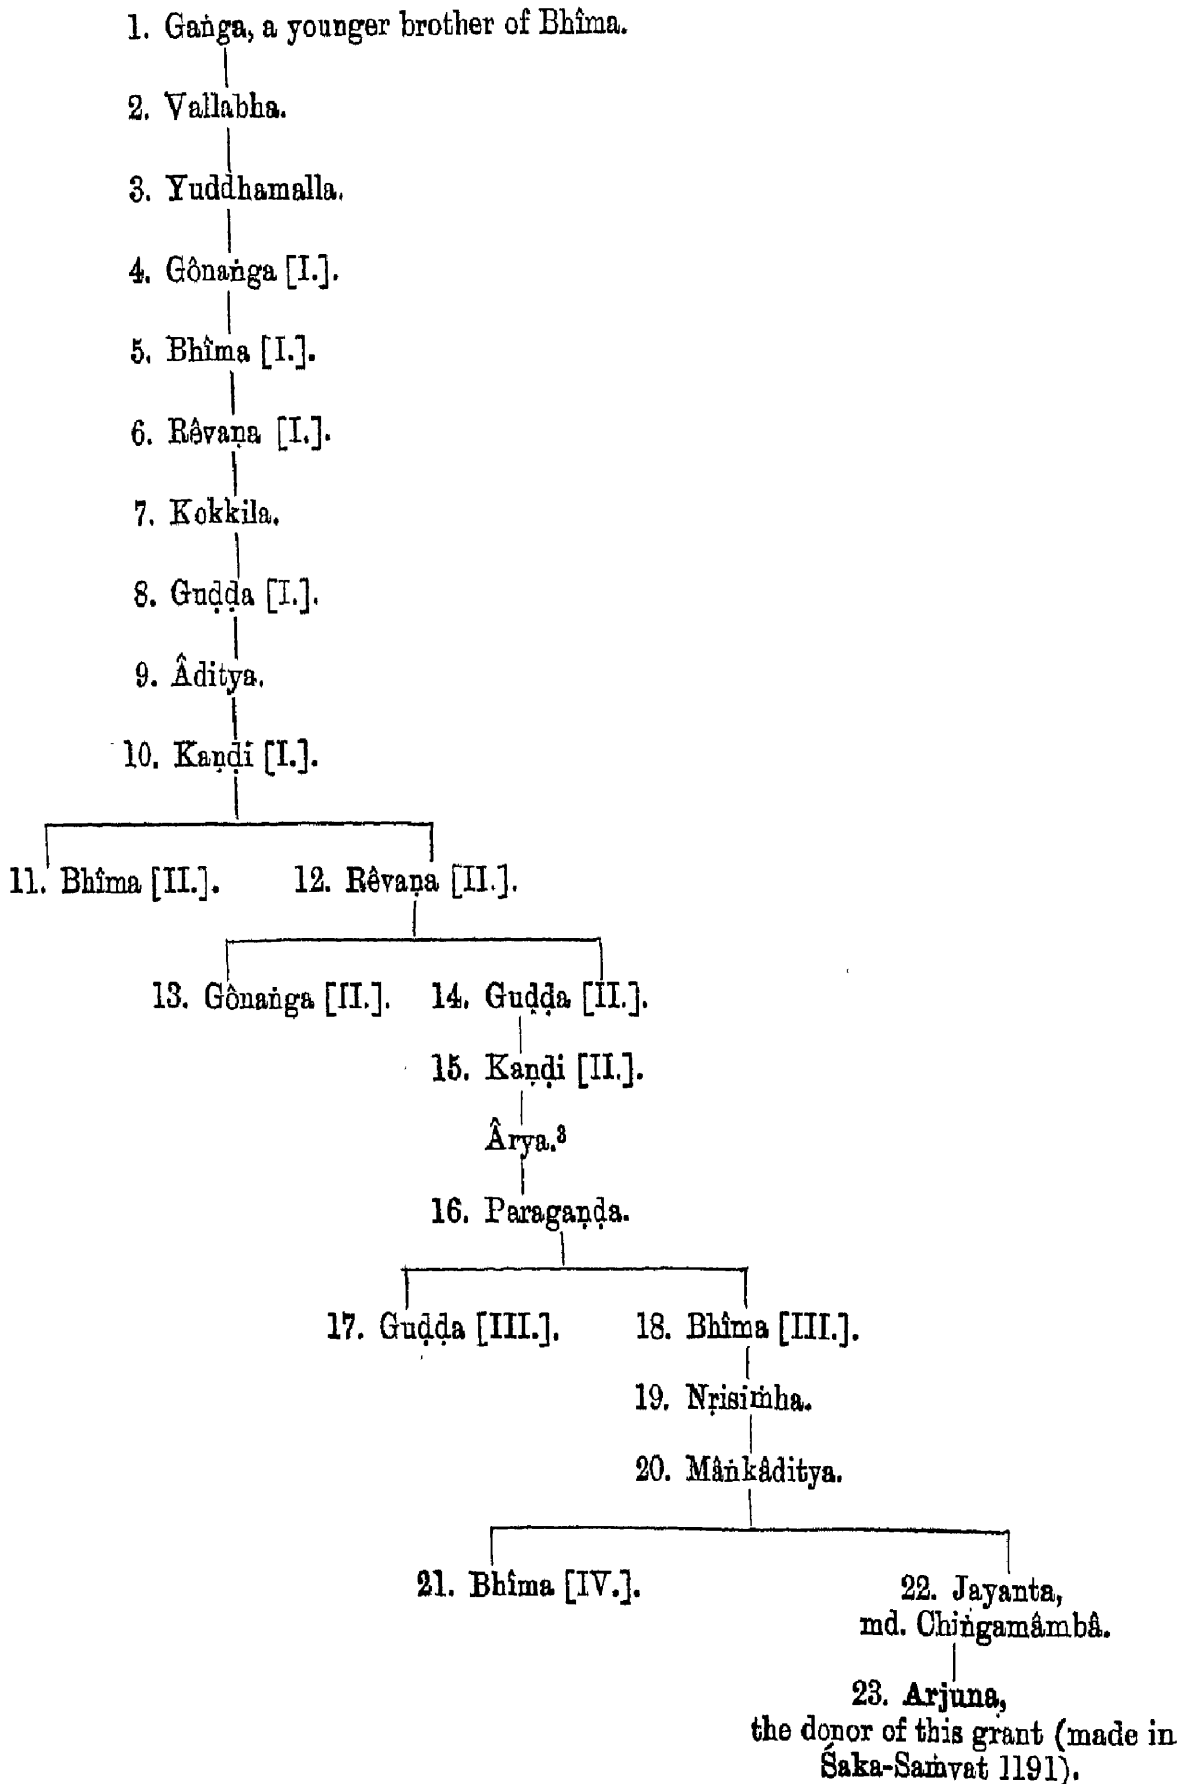 1. Gaṅga, a younger brother of Bhîma.
2. Vallabha.
3. Yuddhamalla.
4. Gônaṅga [I.].
5. Bhîma [I.].
6. Rêvaṇa [I.].
7. Kokkila.
8. Guḍḍa [I.].
9. Âditya.
10. Kaṇḍi [I.].
11. Bhîma [II.]. 12. Rêvaṇa [II.].
13. Gônaṅga [II.]. 14. Guḍḍa [II.].
15. Kaṇḍi [II.].
Ârya.³
16. Paragaṇḍa.
17. Guḍḍa [III.]. 18. Bhîma [III.].
19. Nṛisiṁha.
20. Mâṅkâditya.
21. Bhîma [IV.]. 22. Jayanta,
md. Chiṅgamâmbâ.
23. Arjuna,
the donor of this grant (made in
Śaka-Saṁvat 1191).